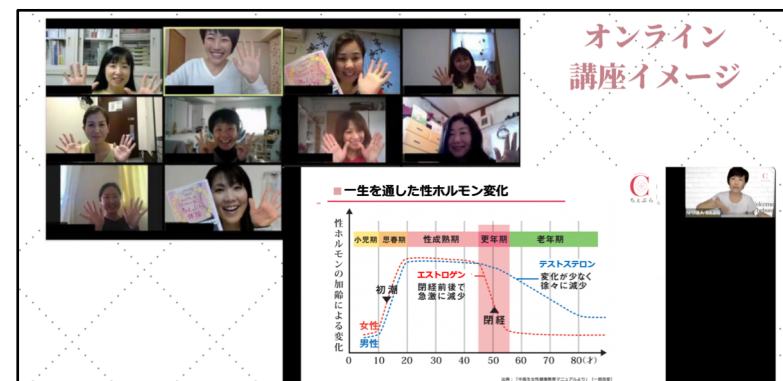 オンライン
講座イメージ
■一生を通した性ホルモン変化
ちぇぶら
性ホルモンの加齢による変化
小児期 思春期 性成熟期 更年期 老年期
エストロゲン
閉経前後で
急激に減少
テストステロン
変化が少なく
徐々に減少
初潮
閉経
女性
男性
0 10 20 30 40 50 60 70 80(才)